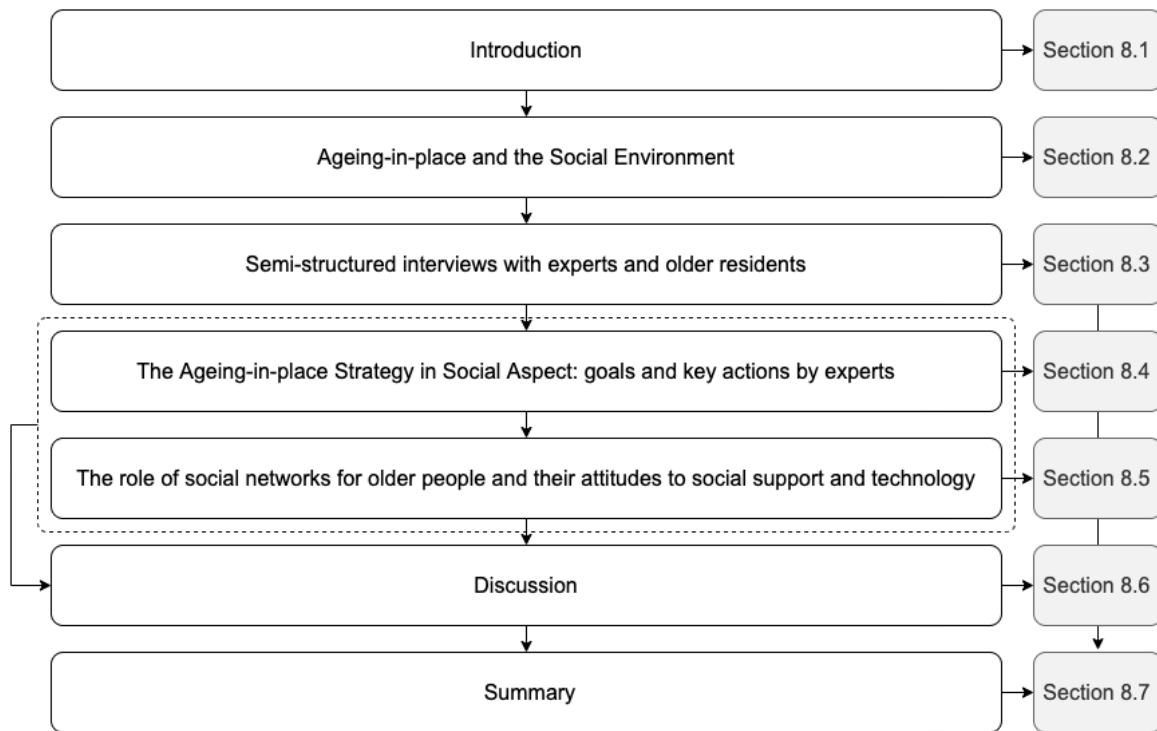 Introduction
Section 8.1
Ageing-in-place and the Social Environment
Section 8.2
Semi-structured interviews with experts and older residents
Section 8.3
The Ageing-in-place Strategy in Social Aspect: goals and key actions by experts
Section 8.4
The role of social networks for older people and their attitudes to social support and technology
Section 8.5
Discussion
Section 8.6
Summary
Section 8.7